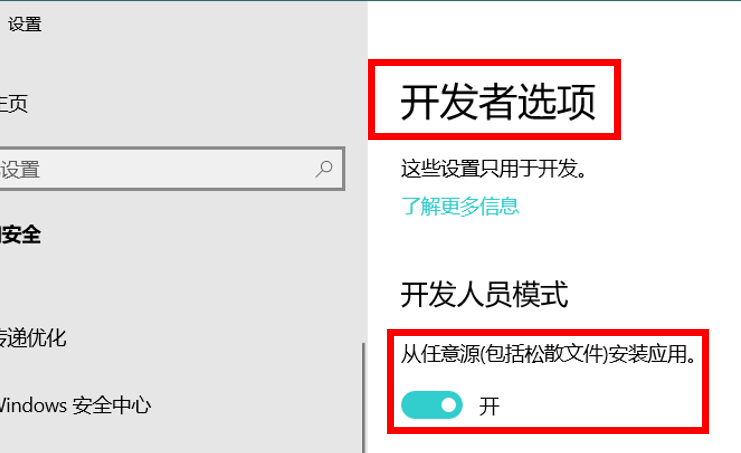 设置
主页
设置
安全
传递优化
Windows 安全中心
开发者选项
这些设置只用于开发。
了解更多信息
开发人员模式
从任意源(包括松散文件)安装应用。
开